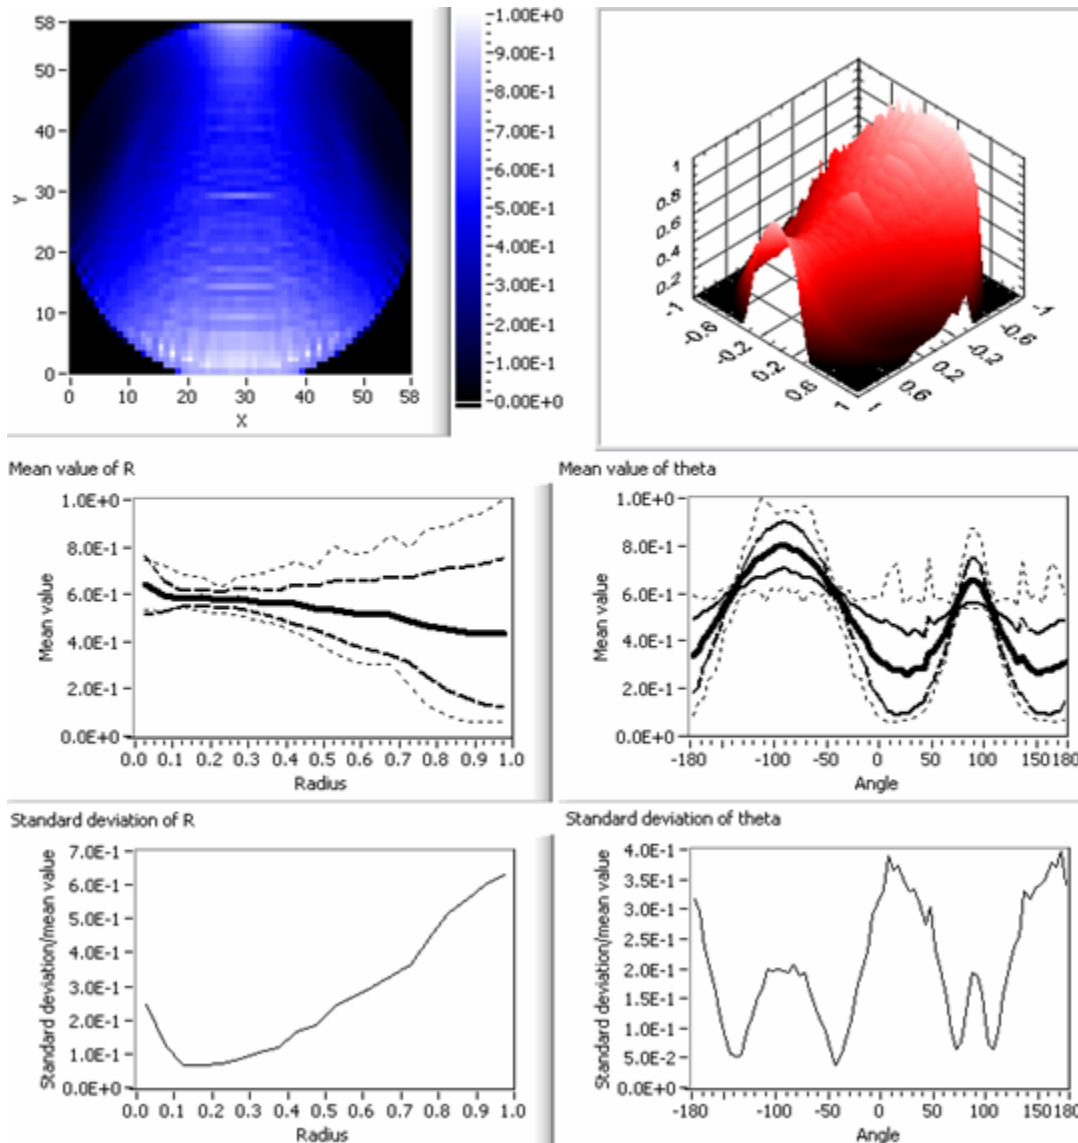 58
50
40
30
20
10
0
Y
0 10 20 30 40 50 58
X
1.00E+0
9.00E-1
8.00E-1
7.00E-1
6.00E-1
5.00E-1
4.00E-1
3.00E-1
2.00E-1
1.00E-1
0.00E+0
1
0.8
0.6
0.4
0.2
-1 -0.6 -0.2 0.2 0.6 1
1 0.6 0.2 -0.2 -0.6 -1
Mean value of R
1.0E+0
8.0E-1
6.0E-1
4.0E-1
2.0E-1
0.0E+0
Mean value
0.0 0.1 0.2 0.3 0.4 0.5 0.6 0.7 0.8 0.9 1.0
Radius
Mean value of theta
1.0E+0
8.0E-1
6.0E-1
4.0E-1
2.0E-1
0.0E+0
Mean value
-180 -100 -50 0 50 100 150 180
Angle
Standard deviation of R
7.0E-1
6.0E-1
5.0E-1
4.0E-1
3.0E-1
2.0E-1
1.0E-1
0.0E+0
Standard deviation/mean value
0.0 0.1 0.2 0.3 0.4 0.5 0.6 0.7 0.8 0.9 1.0
Radius
Standard deviation of theta
4.0E-1
3.5E-1
3.0E-1
2.5E-1
2.0E-1
1.5E-1
1.0E-1
5.0E-2
0.0E+0
Standard deviation/mean value
-180 -100 -50 0 50 100 150 180
Angle